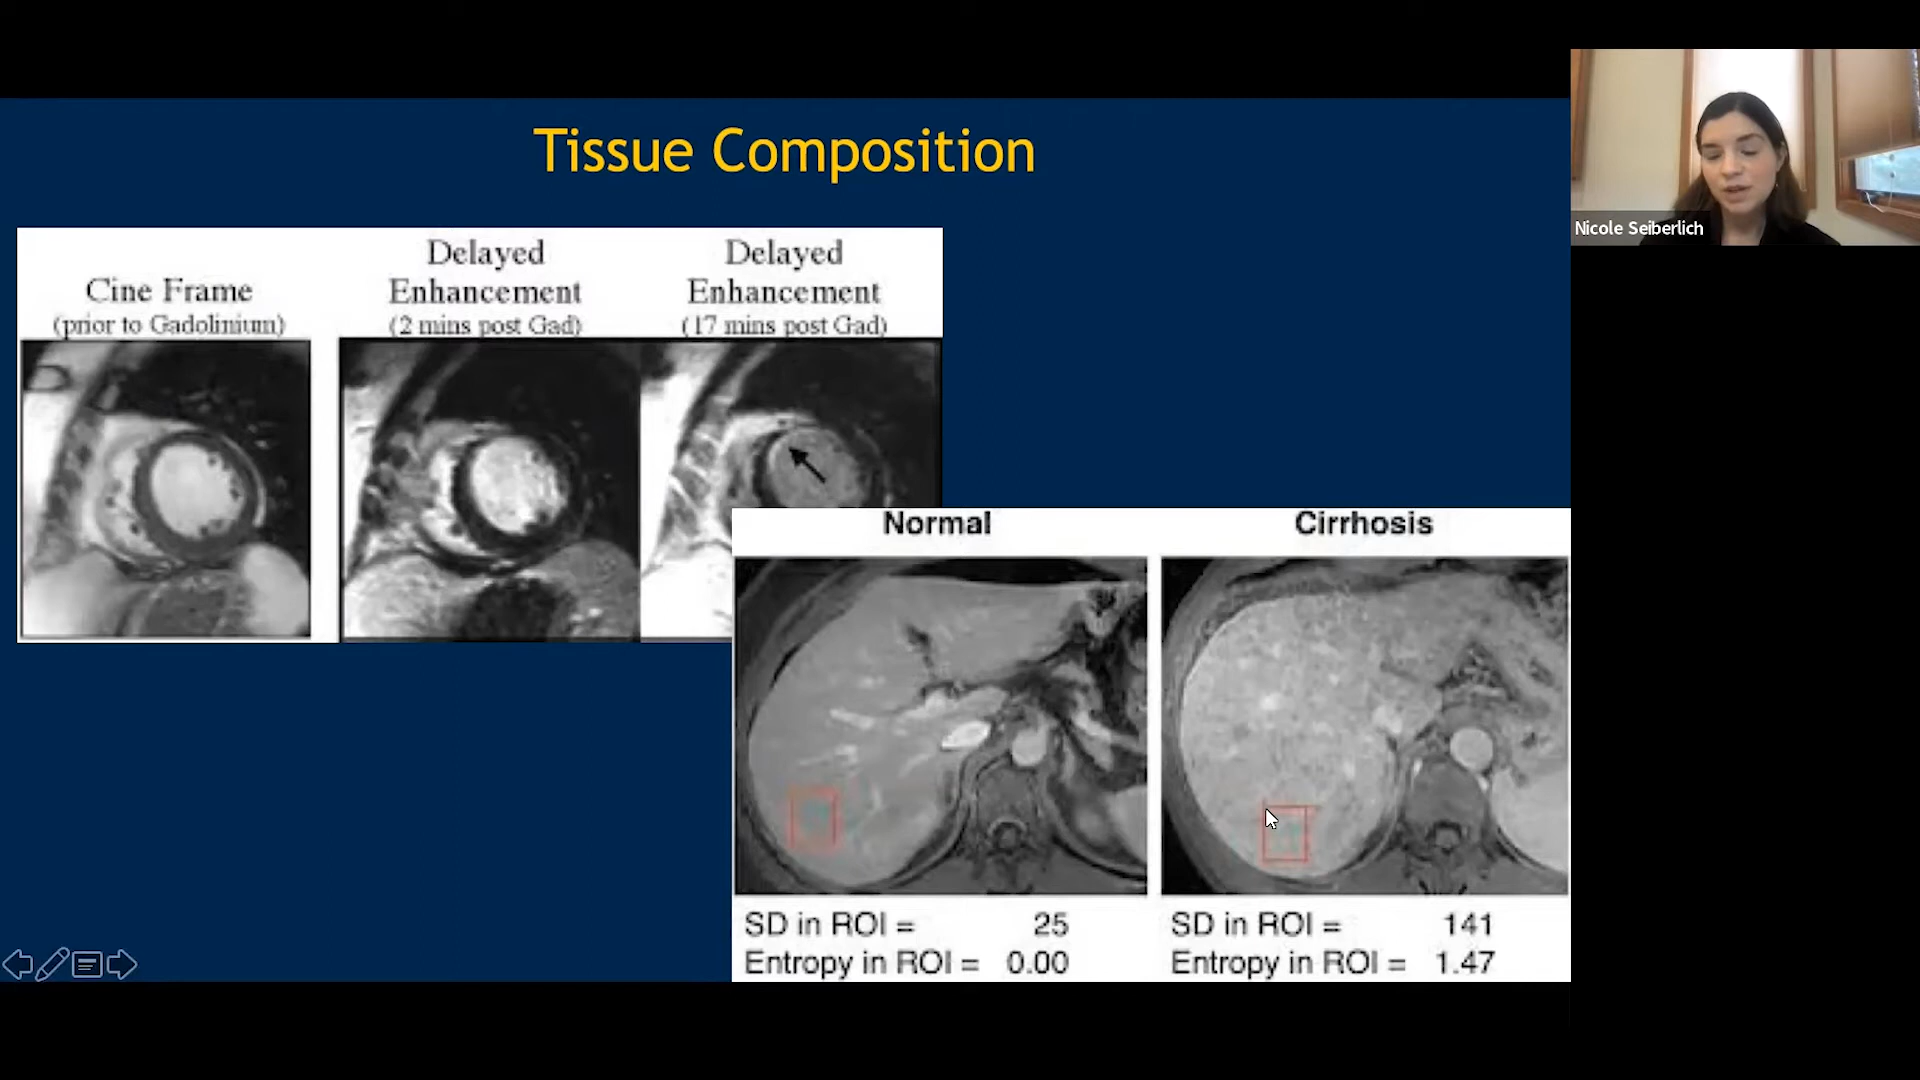 Tissue Composition
Nicole Seiberlich
Cine Frame
(prior to Gadolinium)
Delayed
Enhancement
(2 mins post Gad)
Delayed
Enhancement
(17 mins post Gad)
Normal
SD in ROI = 25
Entropy in ROI = 0.00
Cirrhosis
SD in ROI = 141
Entropy in ROI = 1.47